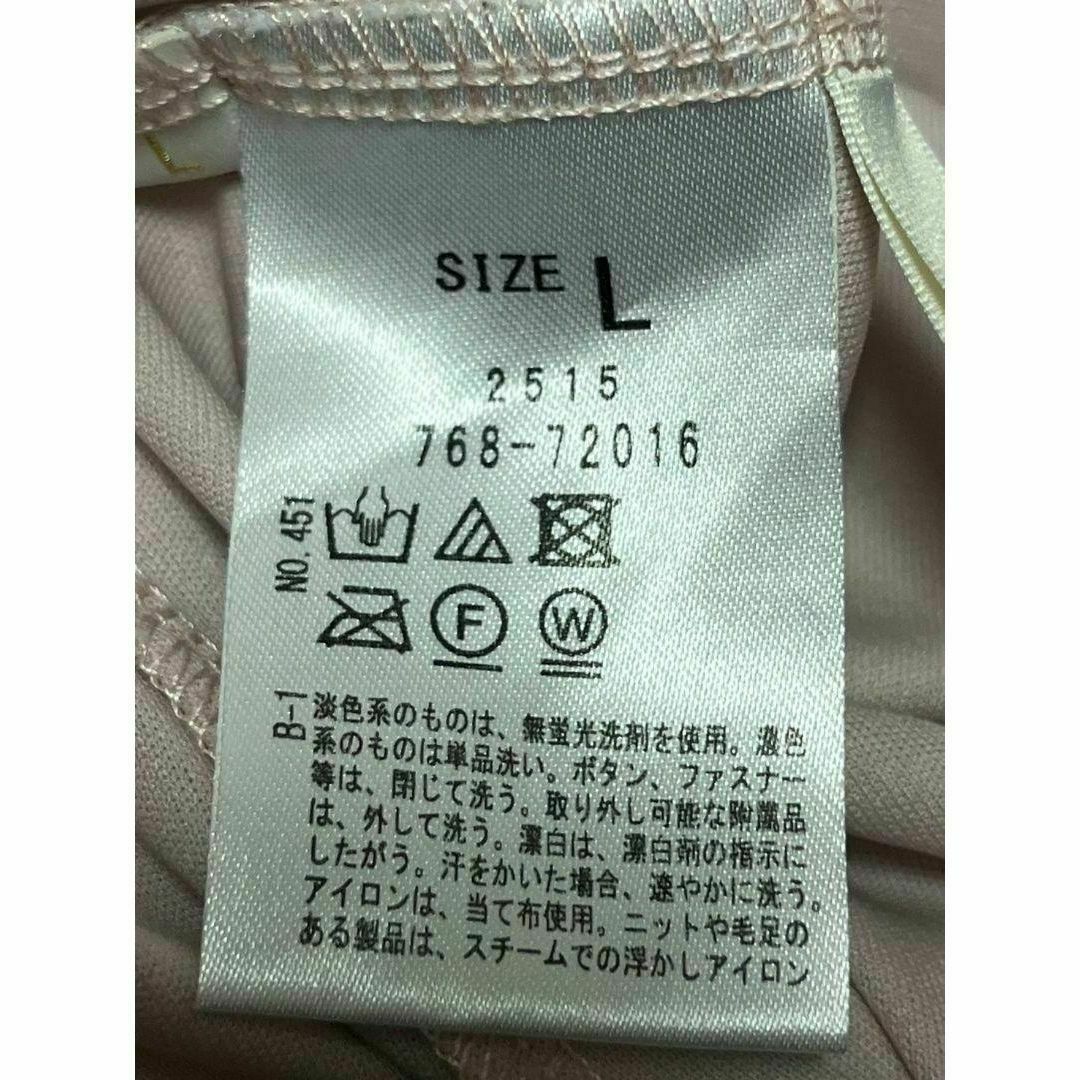 L
SIZE L
2515
768-72016
NO. 451
F W
B-1
淡色系のものは、無蛍光洗剤を使用。濃色
系のものは単品洗い。ボタン、ファスナー
等は、閉じて洗う。取り外し可能な附属品
は、外して洗う。漂白は、漂白剤の指示に
したがう。汗をかいた場合、速やかに洗う。
アイロンは、当て布使用。ニットや毛足の
ある製品は、スチームでの浮かしアイロン